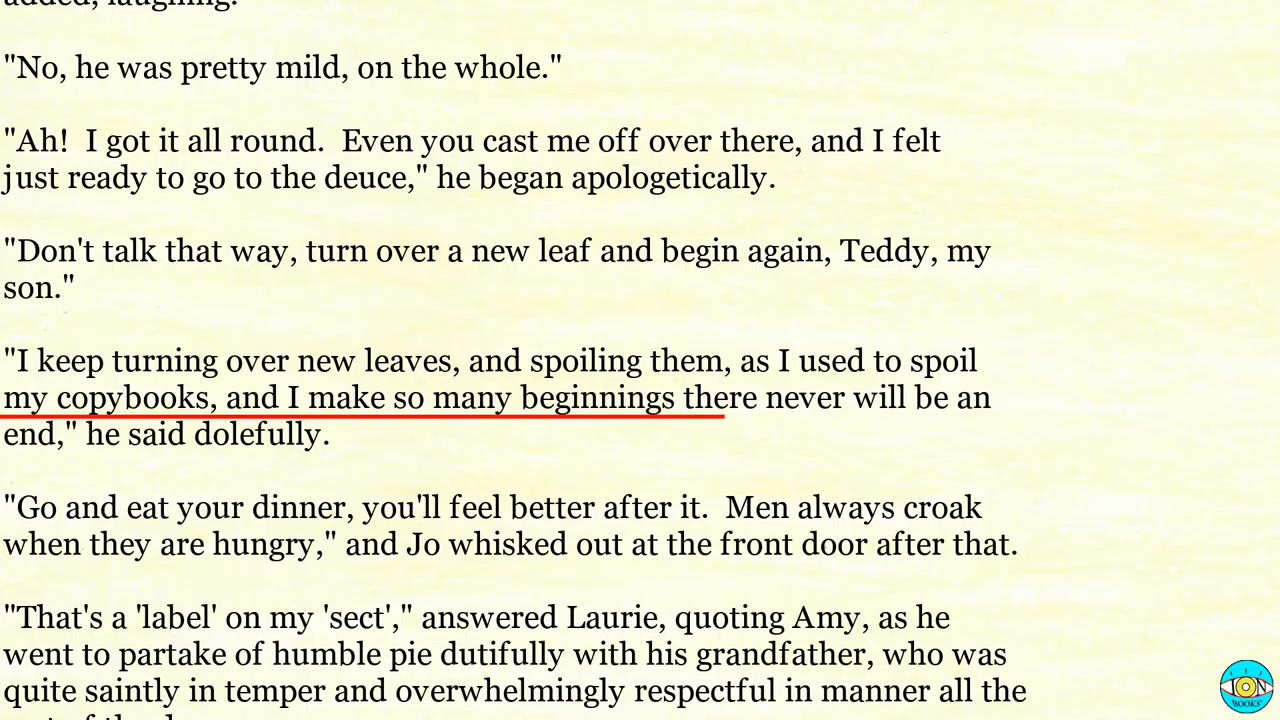 added, laughing.
"No, he was pretty mild, on the whole."
"Ah!  I got it all round.  Even you cast me off over there, and I felt
just ready to go to the deuce," he began apologetically.
"Don't talk that way, turn over a new leaf and begin again, Teddy, my
son."
"I keep turning over new leaves, and spoiling them, as I used to spoil
my copybooks, and I make so many beginnings there never will be an
end," he said dolefully.
"Go and eat your dinner, you'll feel better after it.  Men always croak
when they are hungry," and Jo whisked out at the front door after that.
"That's a 'label' on my 'sect'," answered Laurie, quoting Amy, as he
went to partake of humble pie dutifully with his grandfather, who was
quite saintly in temper and overwhelmingly respectful in manner all the
ION
BOOKS